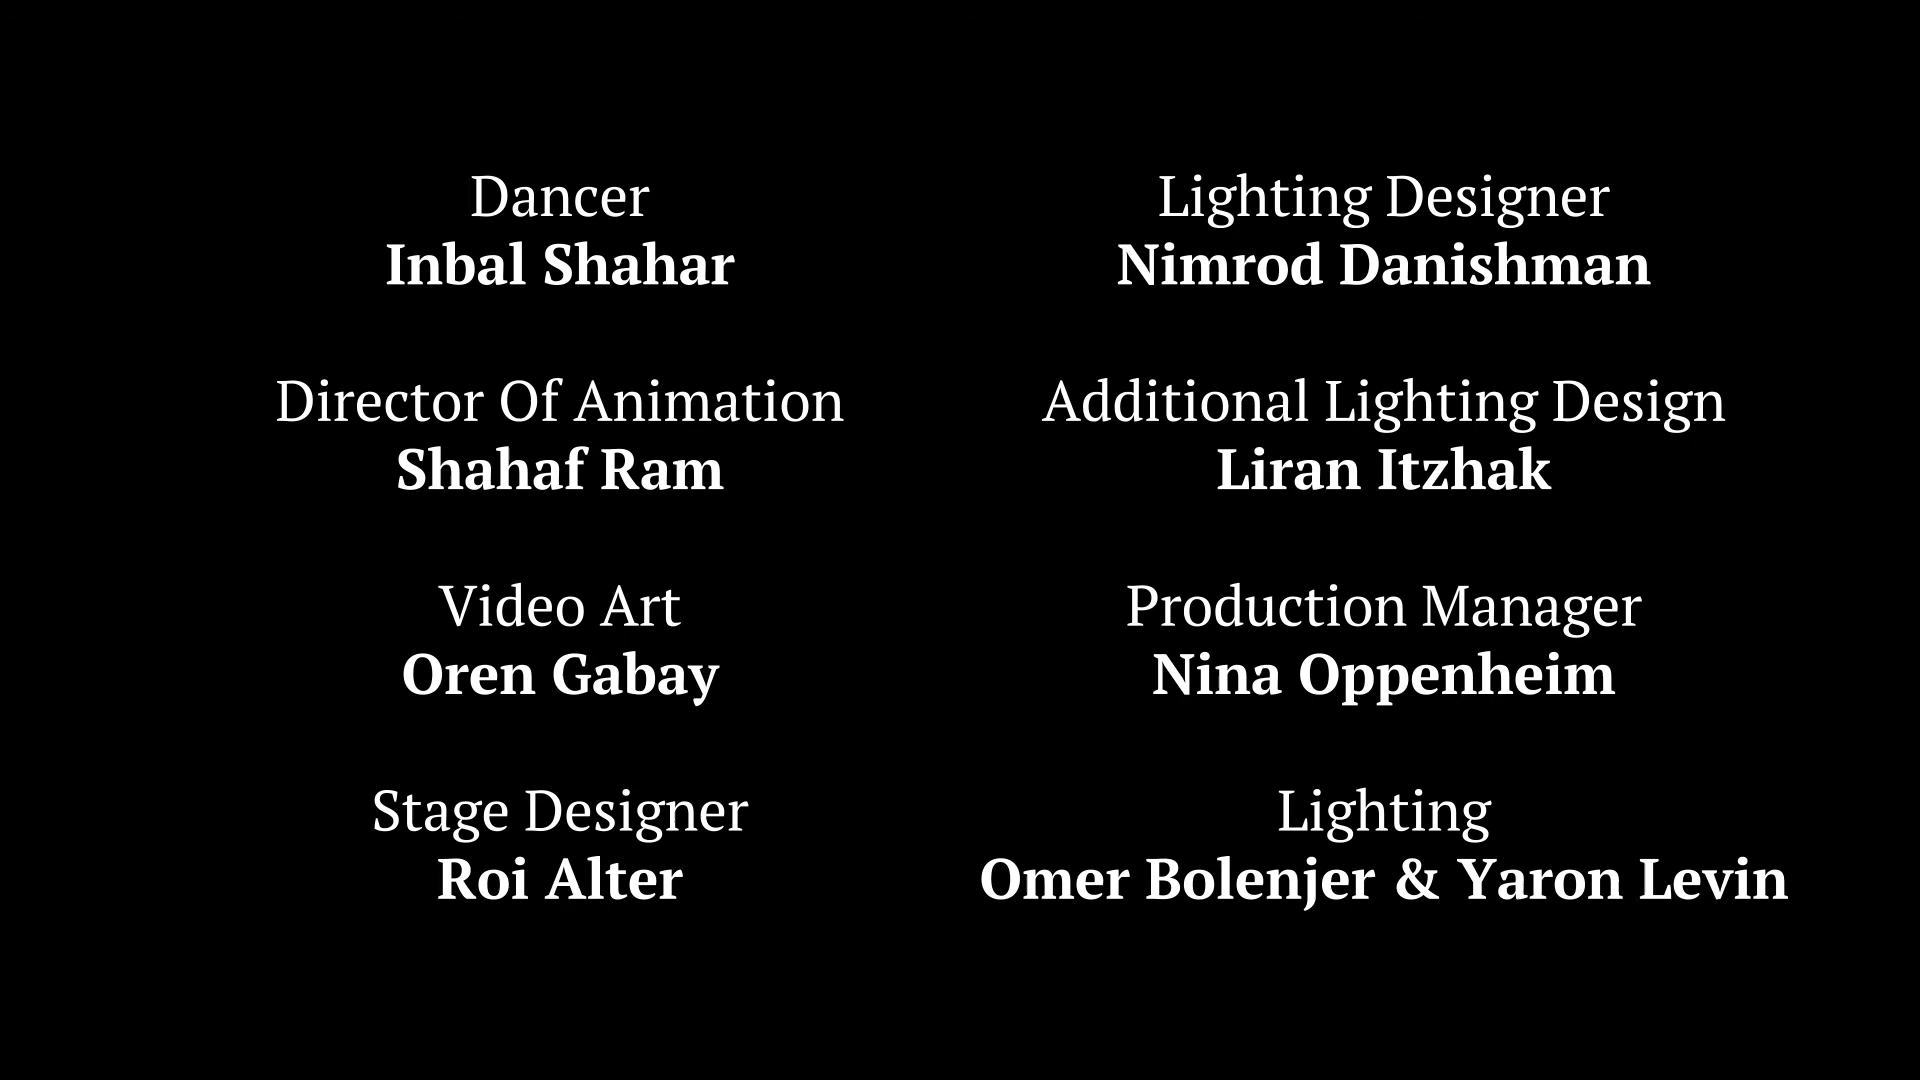 Dancer
Inbal Shahar
Director Of Animation
Shahaf Ram
Video Art
Oren Gabay
Stage Designer
Roi Alter
Lighting Designer
Nimrod Danishman
Additional Lighting Design
Liran Itzhak
Production Manager
Nina Oppenheim
Lighting
Omer Bolenjer & Yaron Levin